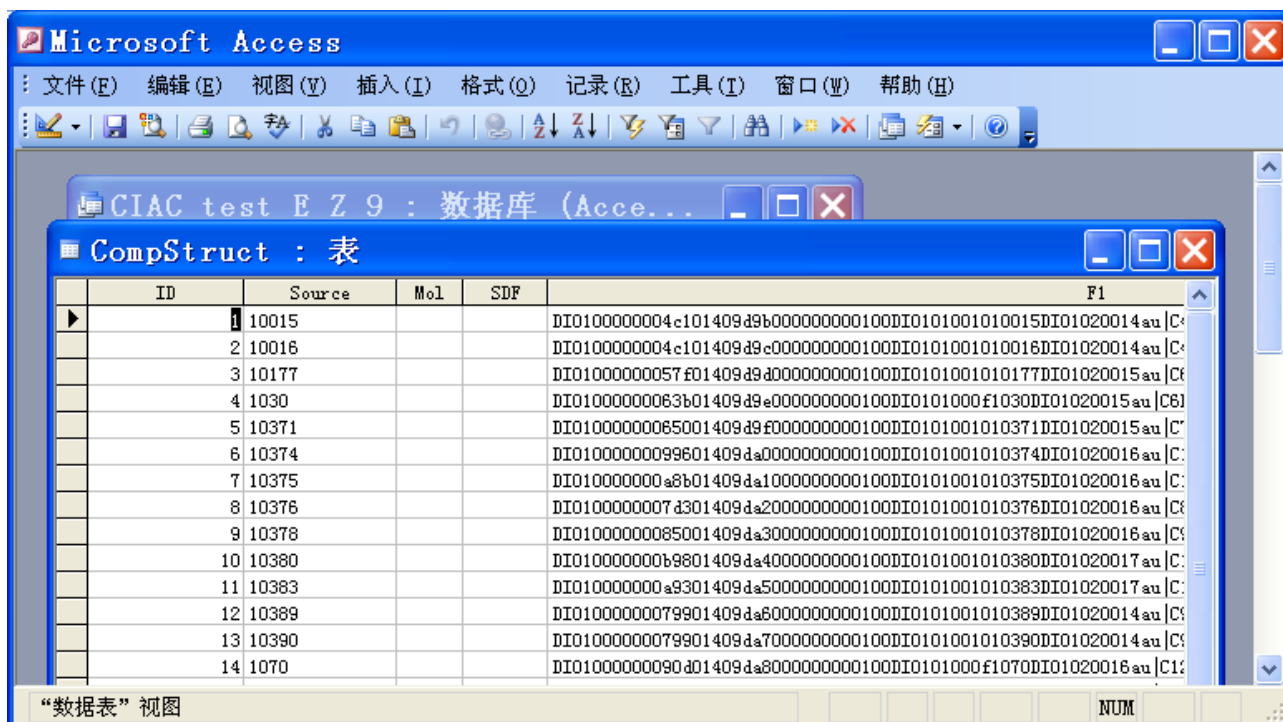 Microsoft Access
文件(F) 编辑(E) 视图(V) 插入(I) 格式(O) 记录(R) 工具(T) 窗口(W) 帮助(H)
CIAC test E Z 9 : 数据库 (Acce...
CompStruct : 表
ID Source Mol SDF F1
1 10015 DI0100000004c101409d9b000000000100DI0101001010015DI01020014au|C
2 10016 DI0100000004c101409d9c000000000100DI0101001010016DI01020014au|C
3 10177 DI01000000057f01409d9d000000000100DI0101001010177DI01020015au|C
4 1030 DI01000000063b01409d9e000000000100DI0101000f1030DI01020015au|C6
5 10371 DI01000000065001409d9f000000000100DI0101001010371DI01020015au|C
6 10374 DI01000000099601409da0000000000100DI0101001010374DI01020016au|C
7 10375 DI010000000a8b01409da1000000000100DI0101001010375DI01020016au|C
8 10376 DI0100000007d301409da2000000000100DI0101001010376DI01020016au|C
9 10378 DI01000000085001409da3000000000100DI0101001010378DI01020016au|C
10 10380 DI010000000b9801409da4000000000100DI0101001010380DI01020017au|C
11 10383 DI010000000a9301409da5000000000100DI0101001010383DI01020017au|C
12 10389 DI01000000079901409da6000000000100DI0101001010389DI01020014au|C
13 10390 DI01000000079901409da7000000000100DI0101001010390DI01020014au|C
14 1070 DI01000000090d01409da8000000000100DI0101000f1070DI01020016au|C12
“数据表”视图 NUM